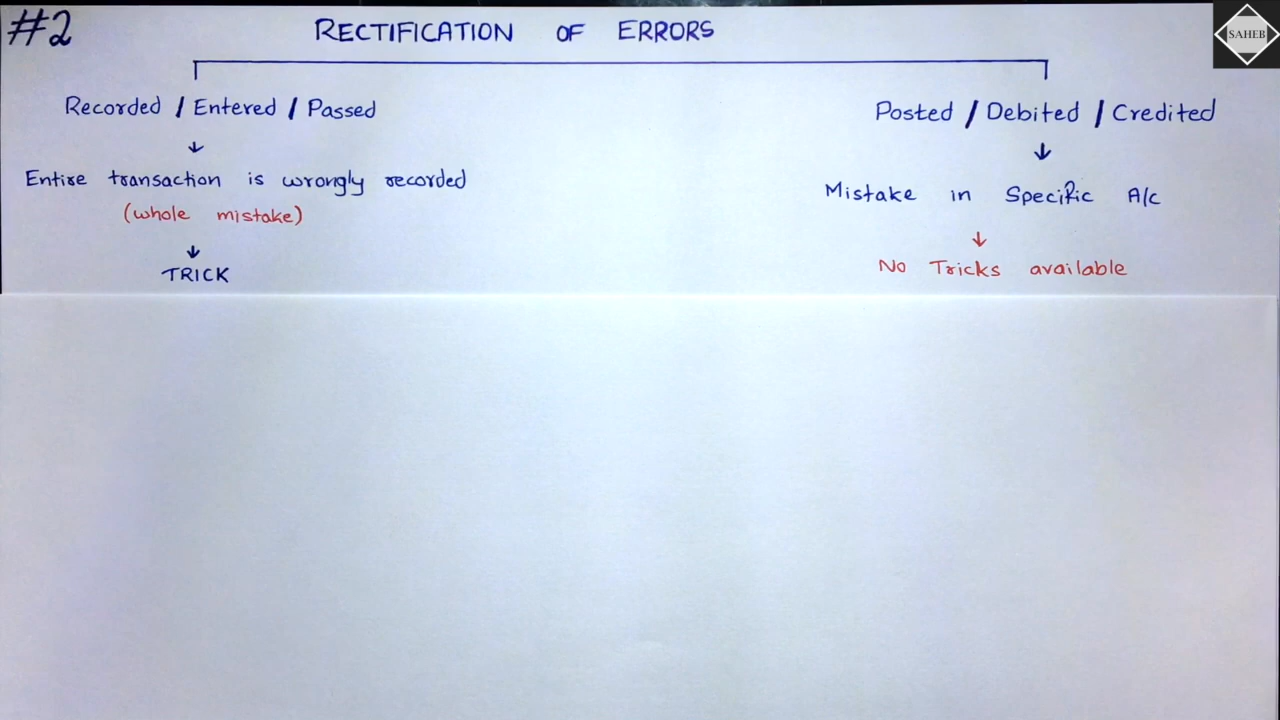 #2
RECTIFICATION OF ERRORS
SAHEB
Recorded / Entered / Passed
Posted / Debited / Credited
↓
↓
Entire transaction is wrongly recorded
Mistake in Specific A/c
(whole mistake)
↓
↓
No Tricks available
TRICK